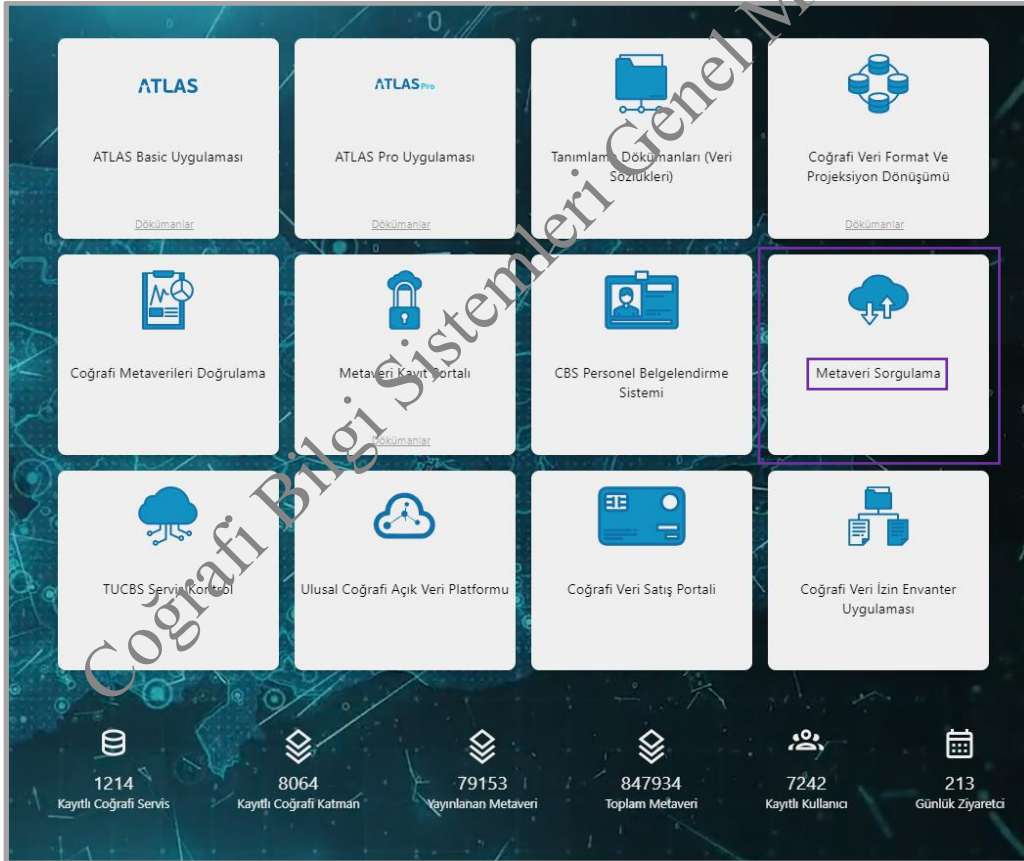 ATLAS
ATLAS Pro
ATLAS Basic Uygulaması
ATLAS Pro Uygulaması
Tanımlama Dökümanları (Veri
Sözlükleri)
Coğrafi Veri Format Ve
Projeksiyon Dönüşümü
Dökümanlar
Dökümanlar
Dökümanlar
Coğrafi Metaverileri Doğrulama
Metaveri Kayıt Portalı
CBS Personel Belgelendirme
Sistemi
Metaveri Sorgulama
Dökümanlar
TUCBS Servis Kontrol
Ulusal Coğrafi Açık Veri Platformu
Coğrafi Veri Satış Portali
Coğrafi Veri İzin Envanter
Uygulaması
1214
Kayıtlı Coğrafi Servis
8064
Kayıtlı Coğrafi Katman
79153
Yayınlanan Metaveri
847934
Toplam Metaveri
7242
Kayıtlı Kullanıcı
213
Günlük Ziyaretci
Coğrafi Bilgi Sistemleri Genel